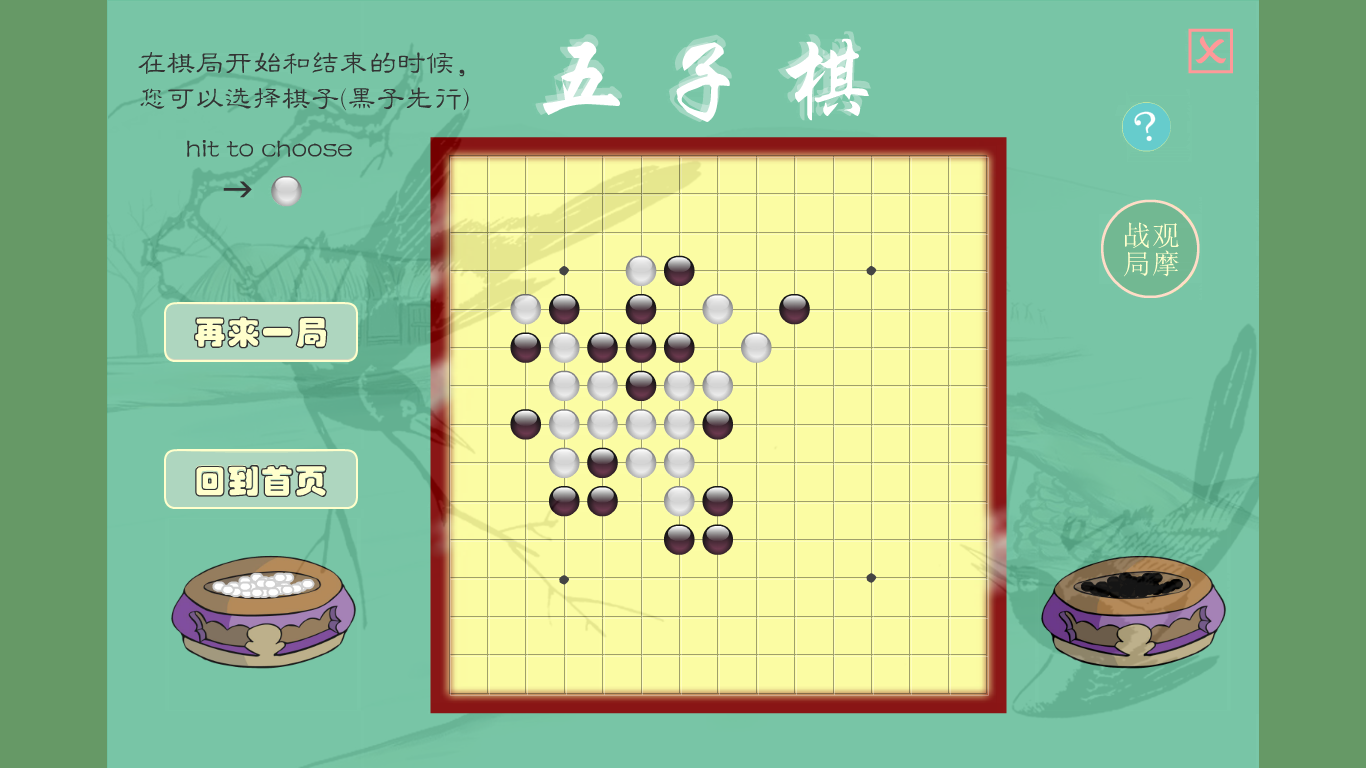 在棋局开始和结束的时候，
您可以选择棋子(黑子先行)
hit to choose
→
五子棋
X
?
战观
局摩
再来一局
回到首页